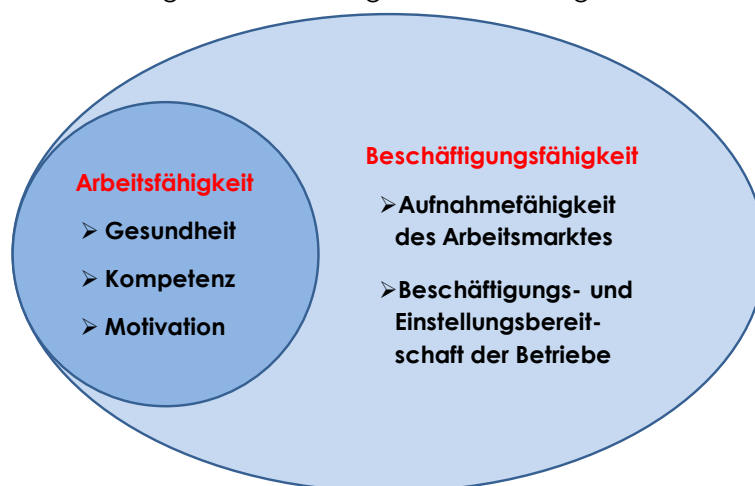 Arbeitsfähigkeit
➢ Gesundheit
➢ Kompetenz
➢ Motivation
Beschäftigungsfähigkeit
➢Aufnahmefähigkeit
des Arbeitsmarktes
➢Beschäftigungs- und
Einstellungsbereit-
schaft der Betriebe